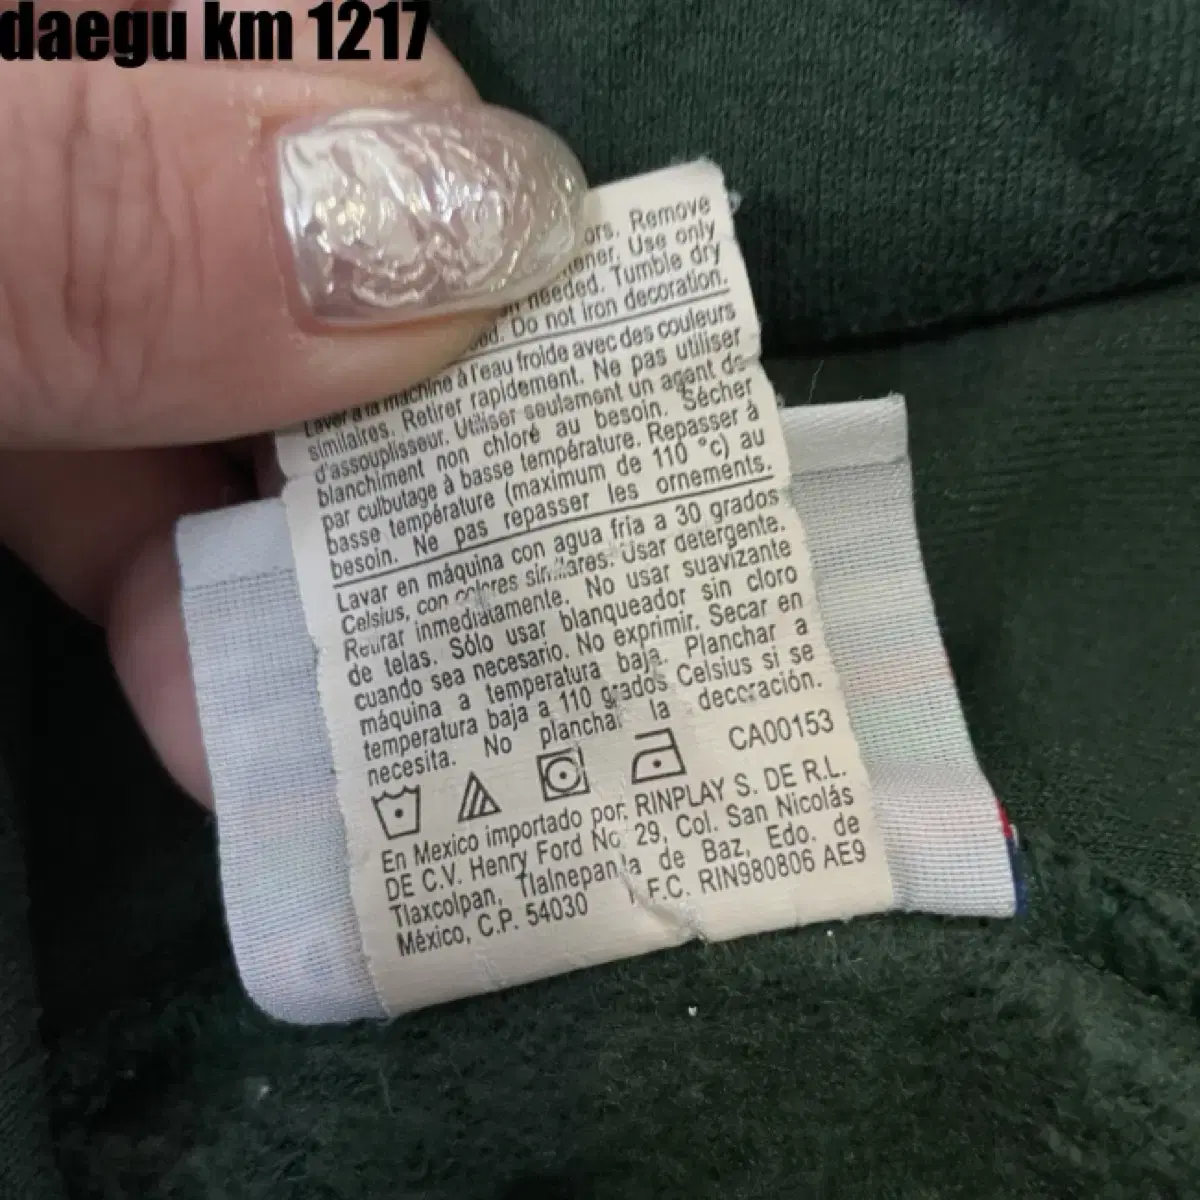 daegu km 1217
ors. Remove
Use only
needed. Tumble dry
Do not iron decoration.
Laver à la machine à l'eau froide avec des couleurs
similaires. Retirer rapidement. Ne pas utiliser
d'assouplisseur. Utiliser seulement un agent de
blanchiment non chloré au besoin. Sécher
par culbutage à basse température. Repasser à
basse température (maximum de 110 °c) au
besoin. Ne pas repasser les ornements.
Lavar en máquina con agua fría a 30 grados
Celsius, con colores similares. Usar detergente.
Retirar inmediatamente. No usar suavizante
de telas. Sólo usar blanqueador sin cloro
cuando sea necesario. No exprimir. Secar en
máquina a temperatura baja. Planchar a
temperatura baja a 110 grados Celsius si se
necesita. No planchar la decoración.
CA00153
En Mexico importado por: RINPLAY S. DE R.L.
DE C.V. Henry Ford No 29, Col. San Nicolás
Tlaxcolpan, Tlalnepantla de Baz, Edo. de
México, C.P. 54030 F.C. RIN980806 AE9